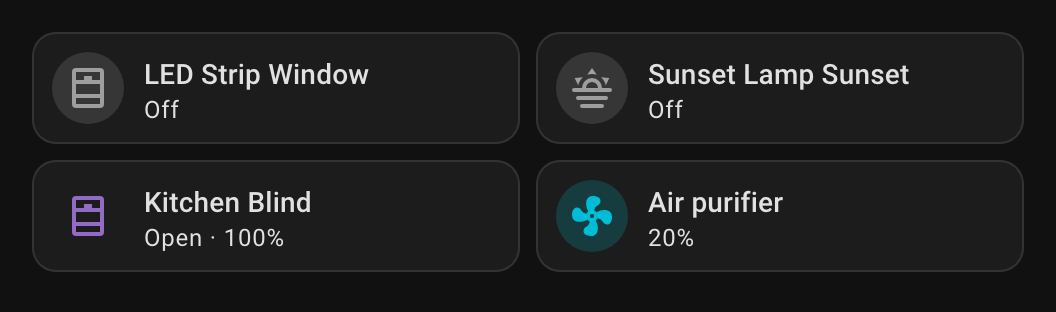 LED Strip Window
Off
Sunset Lamp Sunset
Off
Kitchen Blind
Open · 100%
Air purifier
20%